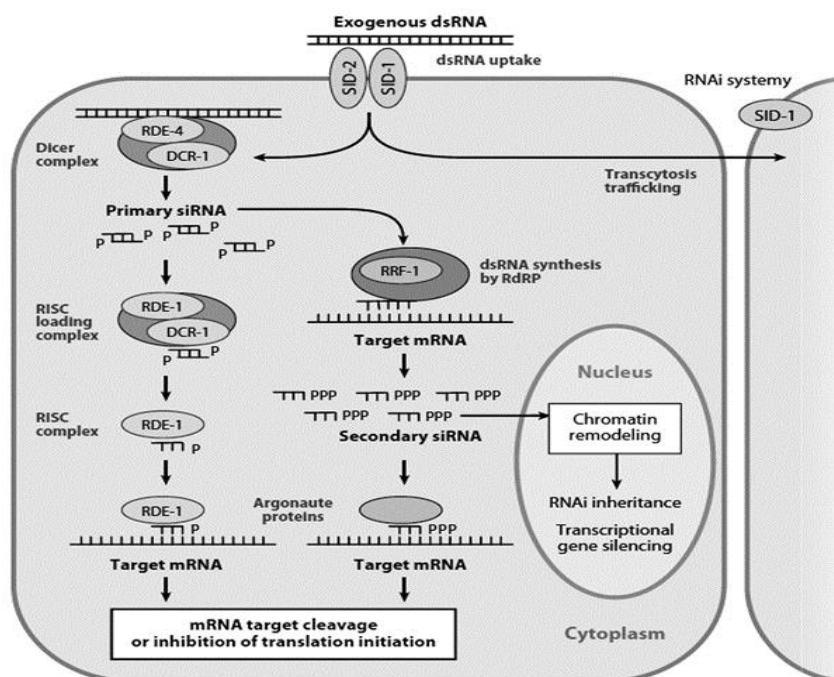 Exogenous dsRNA
SID-2
SID-1
dsRNA uptake
RNAi systemy
SID-1
RDE-4
DCR-1
Dicer
complex
Transcytosis
trafficking
Primary siRNA
P P P P P P
RRF-1
dsRNA synthesis
by RdRP
RISC
loading
complex
RDE-1
DCR-1
P P
Target mRNA
Nucleus
PPP PPP PPP
PPP PPP
Secondary siRNA
Chromatin
remodeling
RISC
complex
RDE-1
P
RNAi inheritance
Transcriptional
gene silencing
Argonaute
proteins
RDE-1
P
PPP
Target mRNA
Target mRNA
mRNA target cleavage
or inhibition of translation initiation
Cytoplasm